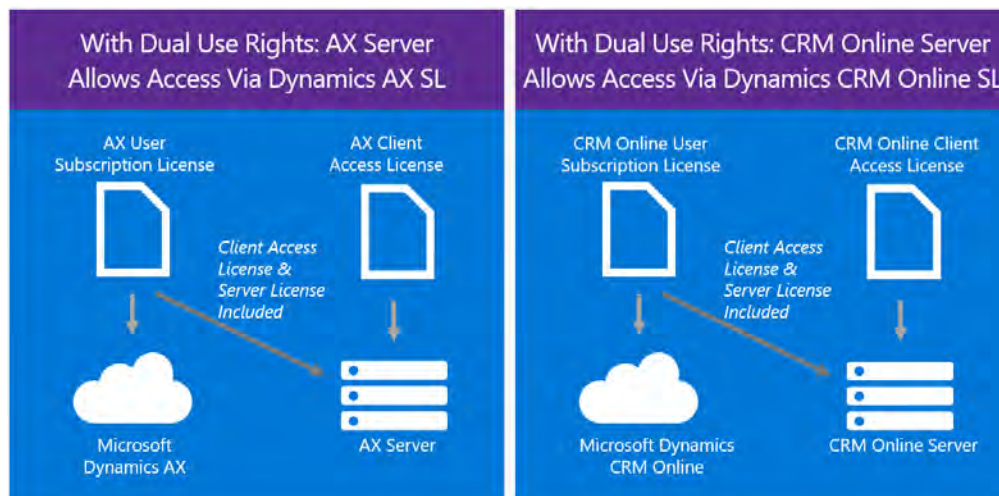 With Dual Use Rights: AX Server
Allows Access Via Dynamics AX SL
AX User
Subscription License
AX Client
Access License
Client Access
License &
Server License
Included
Microsoft
Dynamics AX
AX Server
With Dual Use Rights: CRM Online Server
Allows Access Via Dynamics CRM Online SL
CRM Online User
Subscription License
CRM Online Client
Access License
Client Access
License &
Server License
Included
Microsoft Dynamics
CRM Online
CRM Online Server